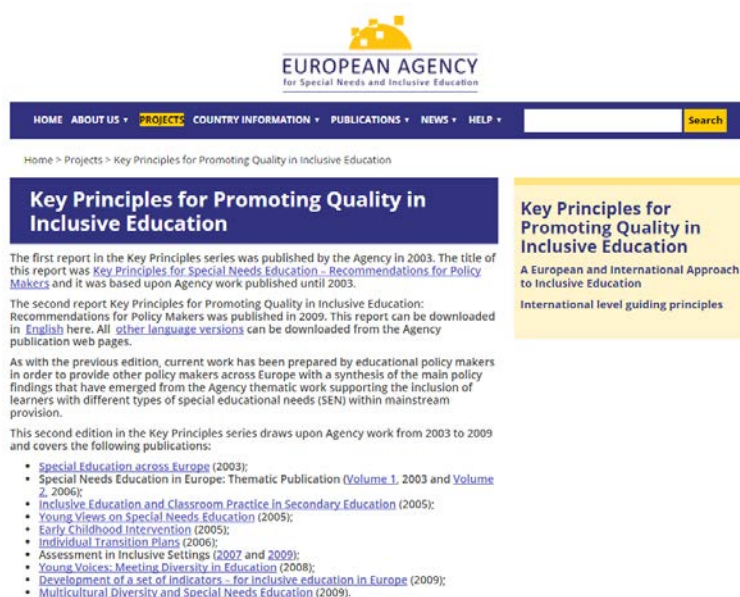 EUROPEAN AGENCY
for Special Needs and Inclusive Education
HOME ABOUT US ▾ PROJECTS COUNTRY INFORMATION ▾ PUBLICATIONS ▾ NEWS ▾ HELP ▾ Search
Home > Projects > Key Principles for Promoting Quality in Inclusive Education
Key Principles for Promoting Quality in
Inclusive Education
The first report in the Key Principles series was published by the Agency in 2003. The title of
this report was Key Principles for Special Needs Education – Recommendations for Policy
Makers and it was based upon Agency work published until 2003.
The second report Key Principles for Promoting Quality in Inclusive Education:
Recommendations for Policy Makers was published in 2009. This report can be downloaded
in English here. All other language versions can be downloaded from the Agency
publication web pages.
As with the previous edition, current work has been prepared by educational policy makers
in order to provide other policy makers across Europe with a synthesis of the main policy
findings that have emerged from the Agency thematic work supporting the inclusion of
learners with different types of special educational needs (SEN) within mainstream
provision.
This second edition in the Key Principles series draws upon Agency work from 2003 to 2009
and covers the following publications:
• Special Education across Europe (2003);
• Special Needs Education in Europe: Thematic Publication (Volume 1, 2003 and Volume
2, 2006);
• Inclusive Education and Classroom Practice in Secondary Education (2005);
• Young Views on Special Needs Education (2005);
• Early Childhood Intervention (2005);
• Individual Transition Plans (2006);
• Assessment in Inclusive Settings (2007 and 2009);
• Young Voices: Meeting Diversity in Education (2008);
• Development of a set of indicators – for inclusive education in Europe (2009);
• Multicultural Diversity and Special Needs Education (2009).
Key Principles for
Promoting Quality in
Inclusive Education
A European and International Approach
to Inclusive Education
International level guiding principles